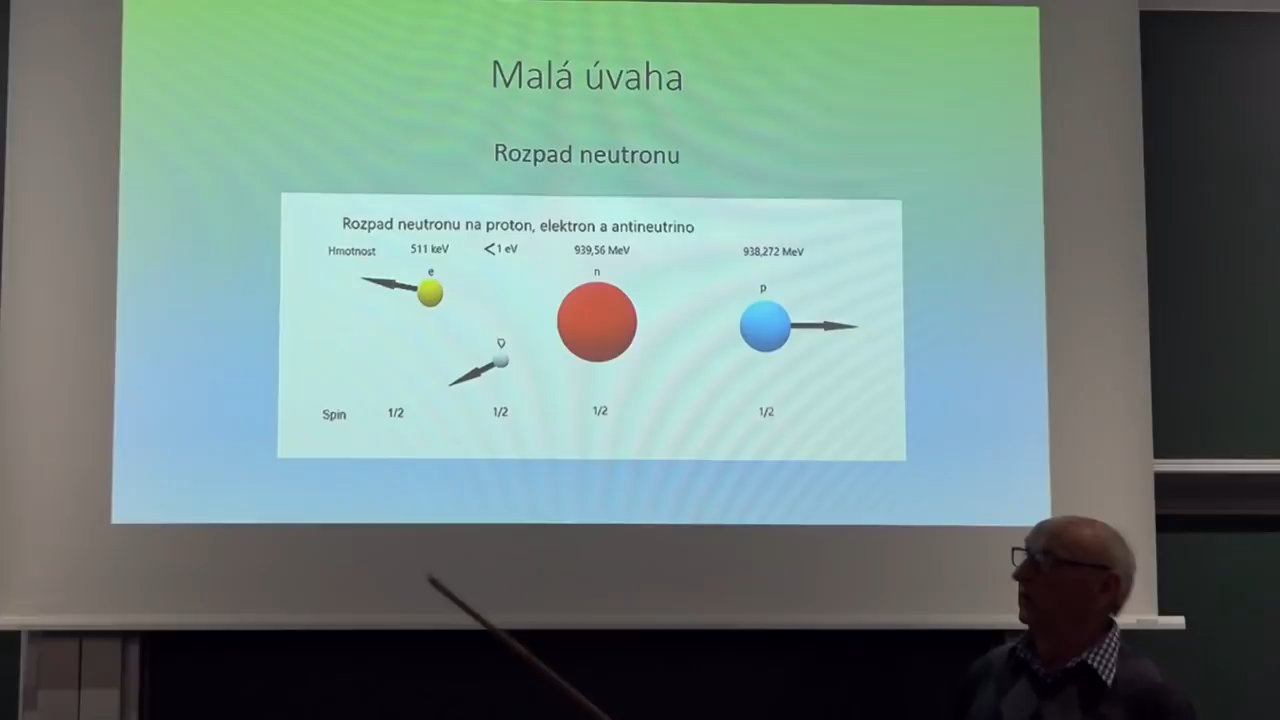 Malá úvaha
Rozpad neutronu
Rozpad neutronu na proton, elektron a antineutrino
Hmotnost 511 keV <1 eV 939,56 MeV 938,272 MeV
e n
p
ῡ
Spin 1/2 1/2 1/2 1/2